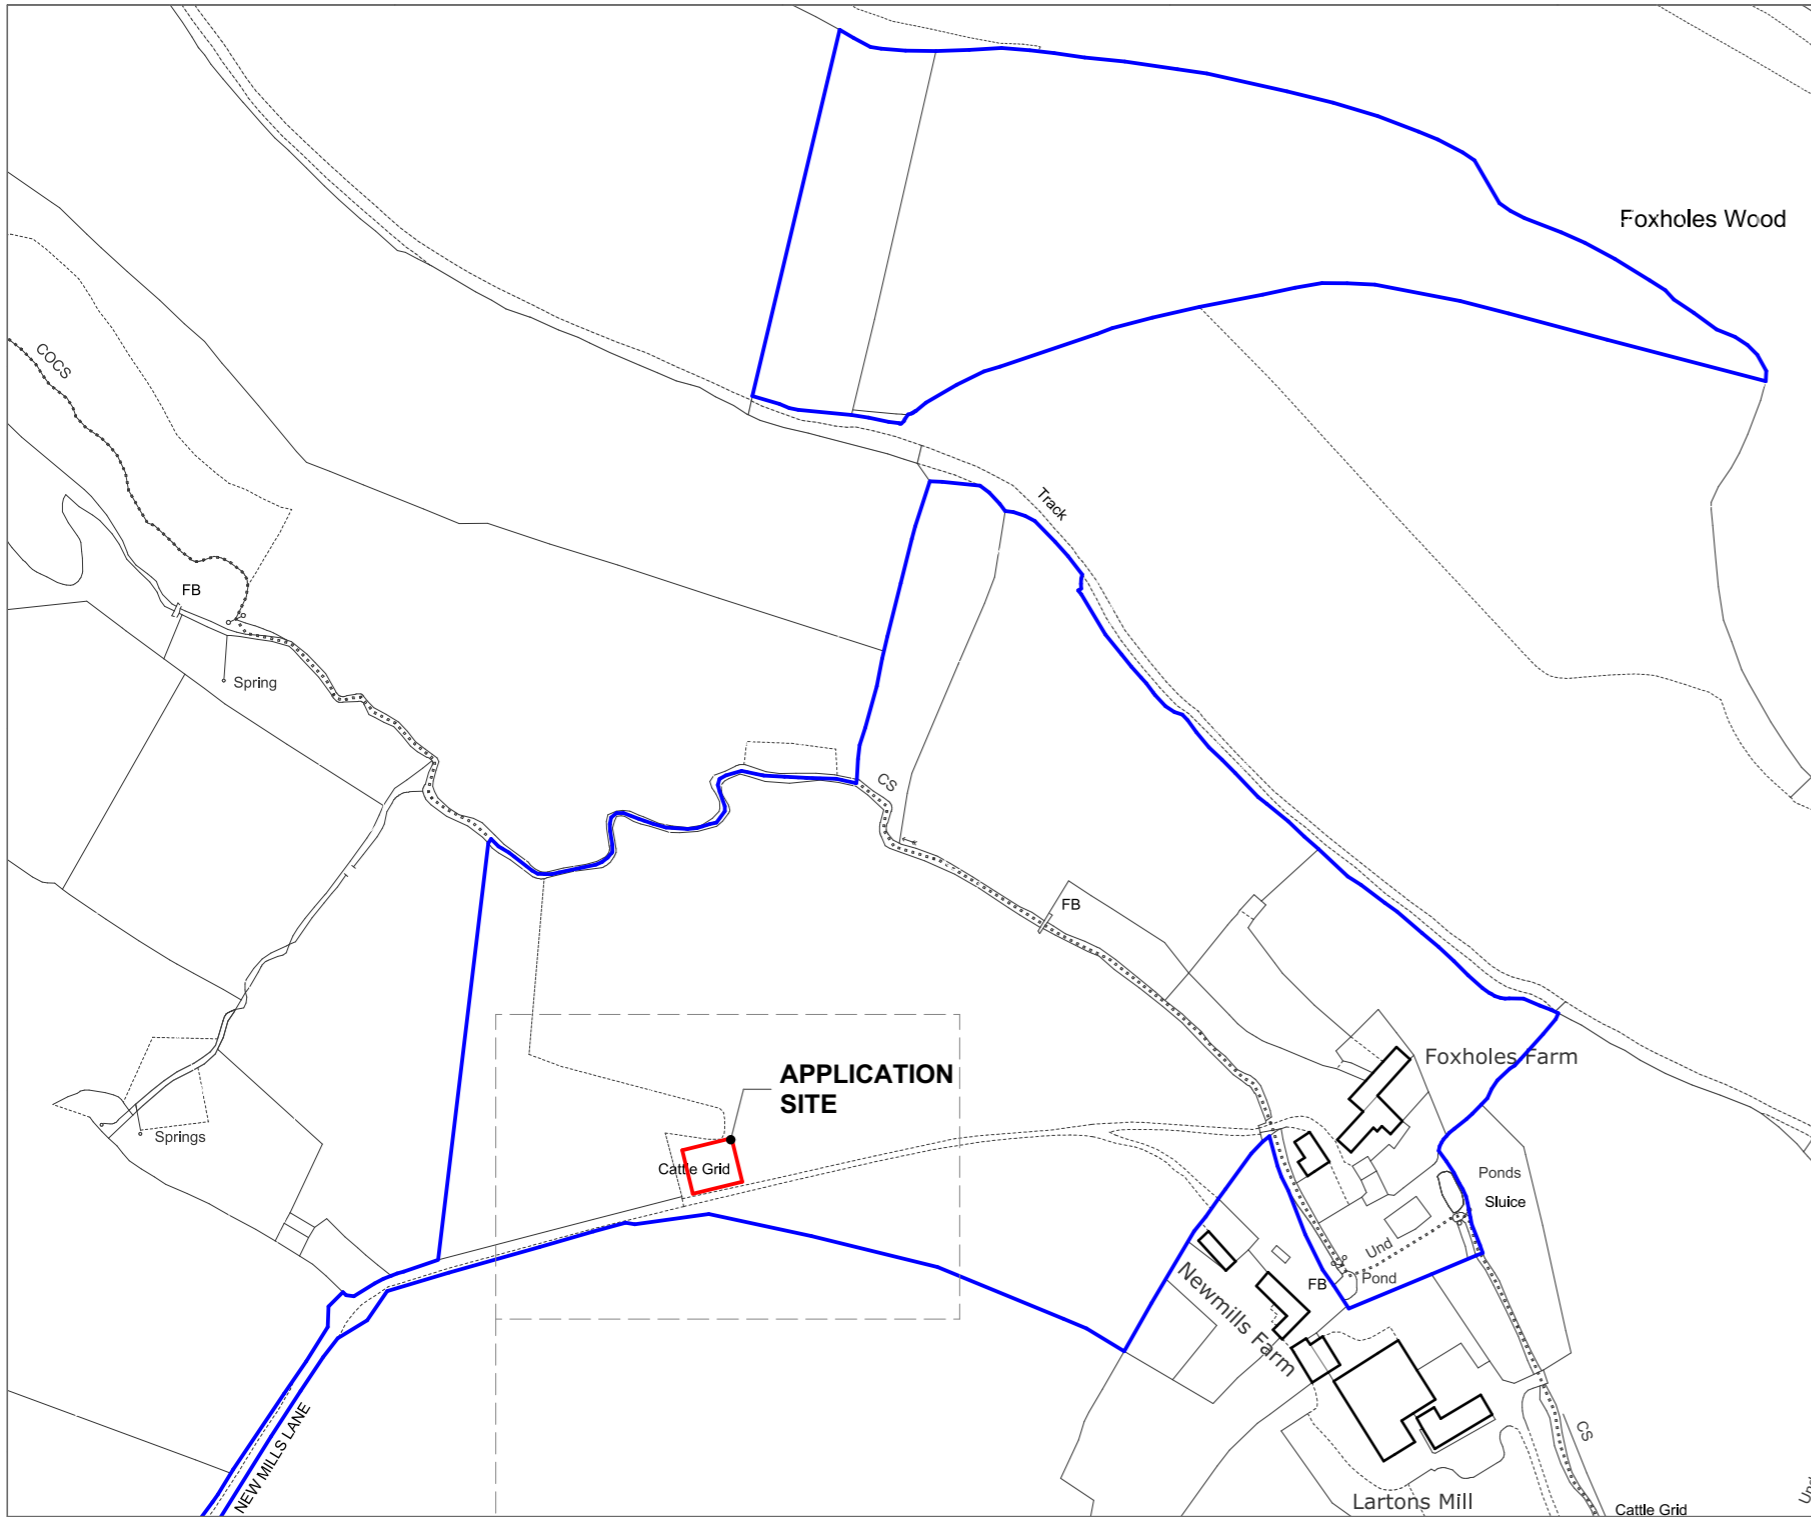 Foxholes Wood
COCS
Track
FB
Spring
CS
FB
Foxholes Farm
APPLICATION
SITE
Springs
Cattle Grid
Ponds
Sluice
Und
FB
Pond
Newmills Farm
NEW MILLS LANE
CS
Lartons Mill
Cattle Grid